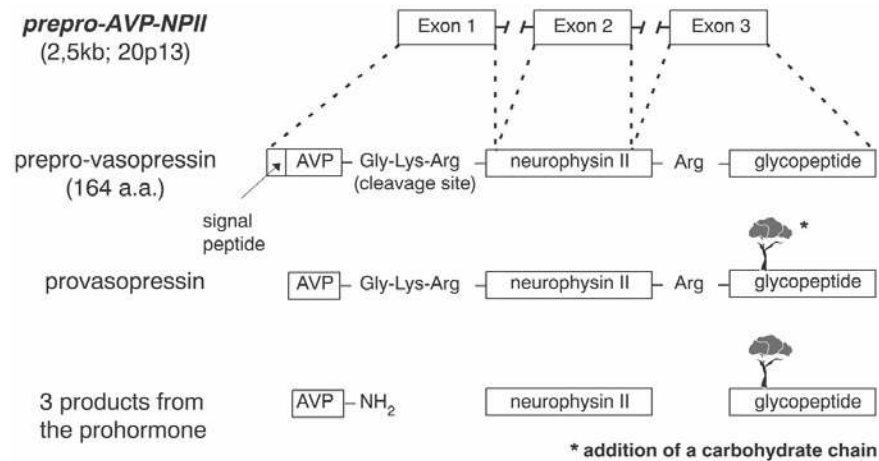 prepro-AVP-NPII
(2,5kb; 20p13)
Exon 1
Exon 2
Exon 3
prepro-vasopressin
(164 a.a.)
AVP
Gly-Lys-Arg
(cleavage site)
neurophysin II
Arg
glycopeptide
signal
peptide
*
provasopressin
AVP
Gly-Lys-Arg
neurophysin II
Arg
glycopeptide
3 products from
the prohormone
AVP
NH2
neurophysin II
glycopeptide
* addition of a carbohydrate chain